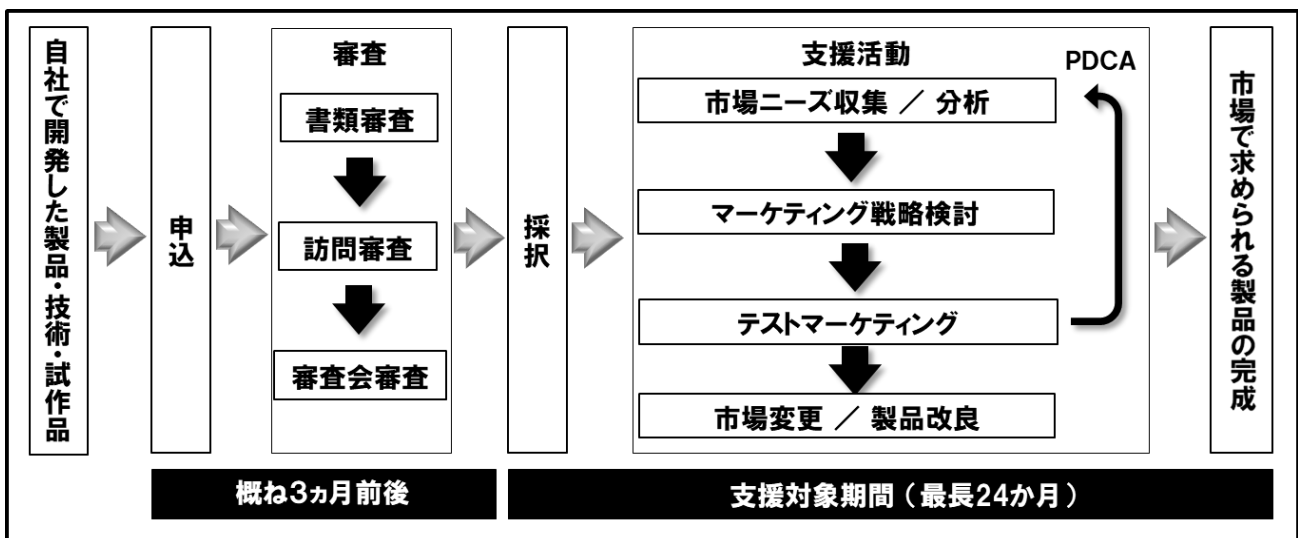 自社で開発した製品・技術・試作品
申込
審査
書類審査
訪問審査
審査会審査
採択
支援活動
PDCA
市場ニーズ収集 ／ 分析
マーケティング戦略検討
テストマーケティング
市場変更 ／ 製品改良
市場で求められる製品の完成
概ね3ヵ月前後
支援対象期間（最長24か月）